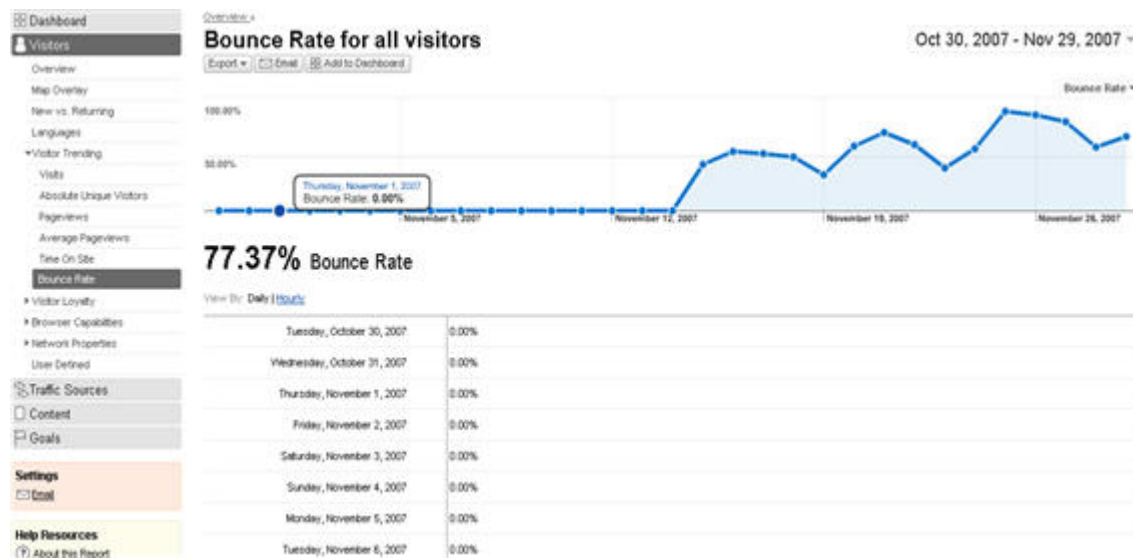 Dashboard
Visitors
Overview
Map Overlay
New vs. Returning
Languages
Visitor Trending
Visits
Absolute Unique Visitors
Pageviews
Average Pageviews
Time On Site
Bounce Rate
Visitor Loyalty
Browser Capabilities
Network Properties
User Defined
Traffic Sources
Content
Goals
Settings
Email
Help Resources
About this Report
Overview »
Bounce Rate for all visitors
Oct 30, 2007 - Nov 29, 2007
Export Email Add to Dashboard
Bounce Rate
100.00%
50.00%
Thursday, November 1, 2007
Bounce Rate: 0.00%
November 5, 2007 November 12, 2007 November 19, 2007 November 26, 2007
77.37% Bounce Rate
View By: Daily | Hourly
Tuesday, October 30, 2007 0.00%
Wednesday, October 31, 2007 0.00%
Thursday, November 1, 2007 0.00%
Friday, November 2, 2007 0.00%
Saturday, November 3, 2007 0.00%
Sunday, November 4, 2007 0.00%
Monday, November 5, 2007 0.00%
Tuesday, November 6, 2007 0.00%